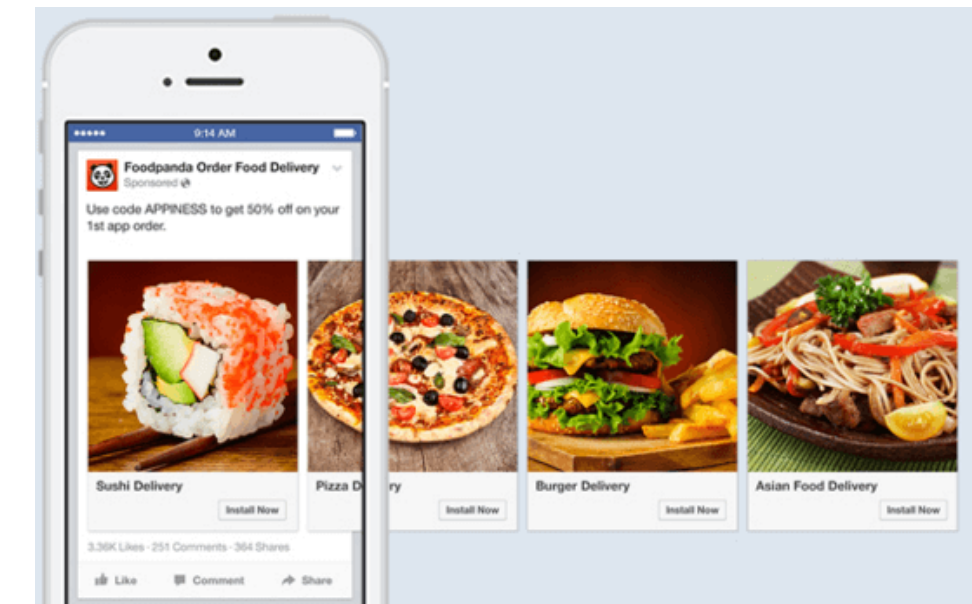 9:14 AM
Foodpanda Order Food Delivery
Sponsored
Use code APPINESS to get 50% off on your
1st app order.
Sushi Delivery
Install Now
Pizza D ry
Install Now
Burger Delivery
Install Now
Asian Food Delivery
Install Now
3.36K Likes · 251 Comments · 364 Shares
Like
Comment
Share